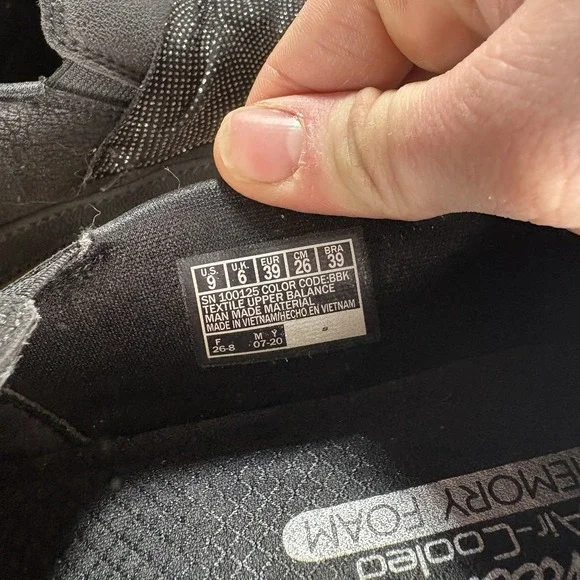 U.S. U.K. EUR CM BRA
9 6 39 26 39
SN 100125 COLOR CODE:BBK
TEXTILE UPPER BALANCE
MAN MADE MATERIAL
MADE IN VIETNAM/HECHO EN VIETNAM
F M Y
26-8 07-20
MEMORY FOAM
Air-Cooled